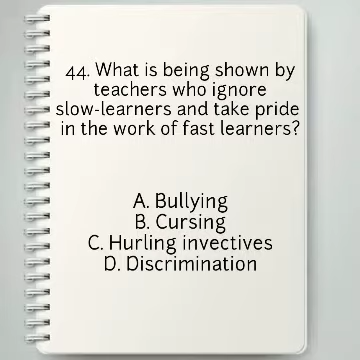 44. What is being shown by
teachers who ignore
slow-learners and take pride
in the work of fast learners?
A. Bullying
B. Cursing
C. Hurling invectives
D. Discrimination